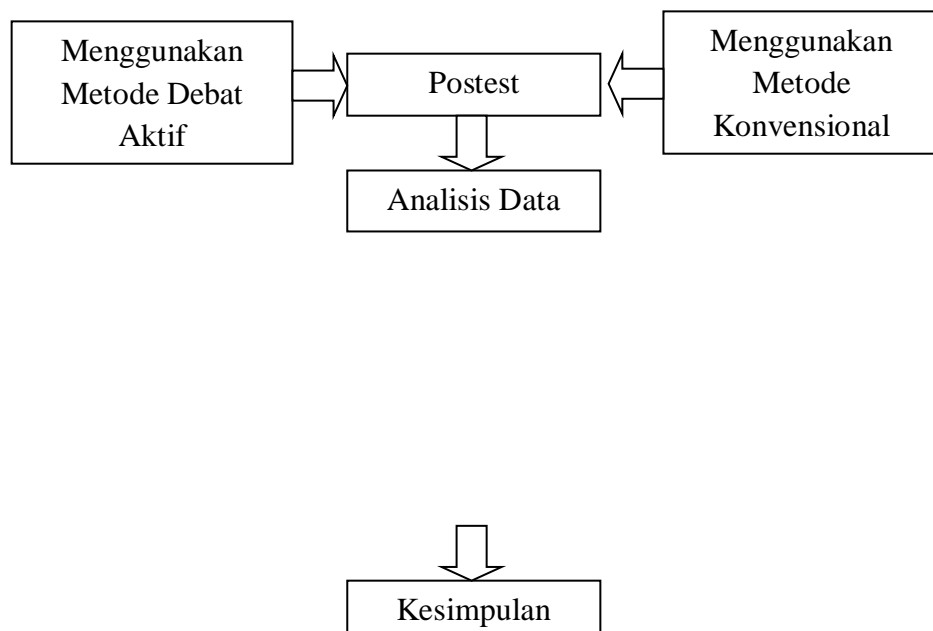 Menggunakan
Metode Debat
Aktif
Postest
Menggunakan
Metode
Konvensional
Analisis Data
Kesimpulan